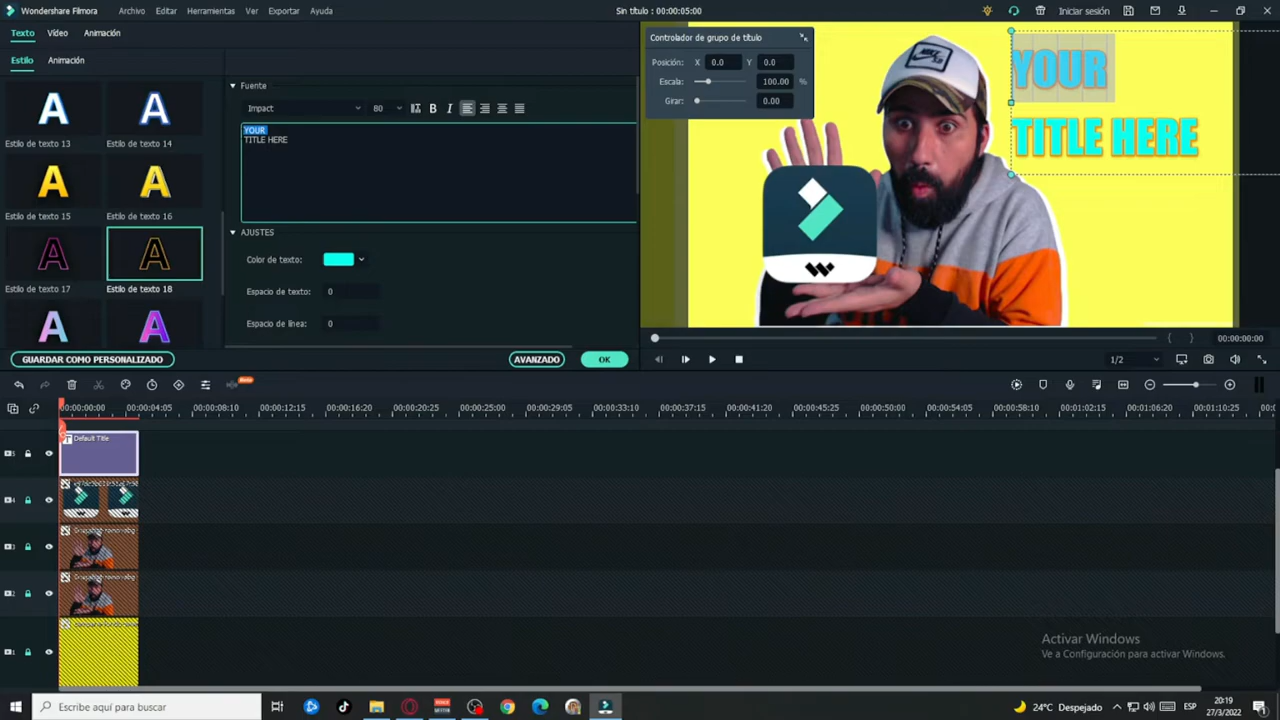 Wondershare Filmora
Archivo
Editar
Herramientas
Ver
Exportar
Ayuda
Sin título : 00:00:05:00
Iniciar sesión
Texto
Vídeo
Animación
Estilo
Animación
Estilo de texto 13
Estilo de texto 14
Estilo de texto 15
Estilo de texto 16
Estilo de texto 17
Estilo de texto 18
Fuente
Impact
80
B
I
YOUR
TITLE HERE
AJUSTES
Color de texto:
Espacio de texto: 0
Espacio de línea: 0
GUARDAR COMO PERSONALIZADO
AVANZADO
OK
Controlador de grupo de título
Posición: X 0.0 Y 0.0
Escala: 100.00 %
Girar: 0.00
YOUR
TITLE HERE
00:00:00:00
1/2
Beta
00:00:00:00
00:00:04:05
00:00:08:10
00:00:12:15
00:00:16:20
00:00:20:25
00:00:25:00
00:00:29:05
00:00:33:10
00:00:37:15
00:00:41:20
00:00:45:25
00:00:50:00
00:00:54:05
00:00:58:10
00:01:02:15
00:01:06:20
00:01:10:25
Default Title
5
4
3
2
1
Activar Windows
Ve a Configuración para activar Windows.
Escribe aquí para buscar
24°C Despejado
ESP
20:19
27/3/2022